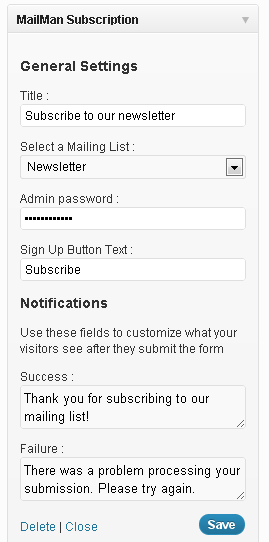 MailMan Subscription
General Settings
Title :
Subscribe to our newsletter
Select a Mailing List :
Newsletter
Admin password :
••••••••••••
Sign Up Button Text :
Subscribe
Notifications
Use these fields to customize what your
visitors see after they submit the form
Success :
Thank you for subscribing to our
mailing list!
Failure :
There was a problem processing your
submission. Please try again.
Delete | Close
Save